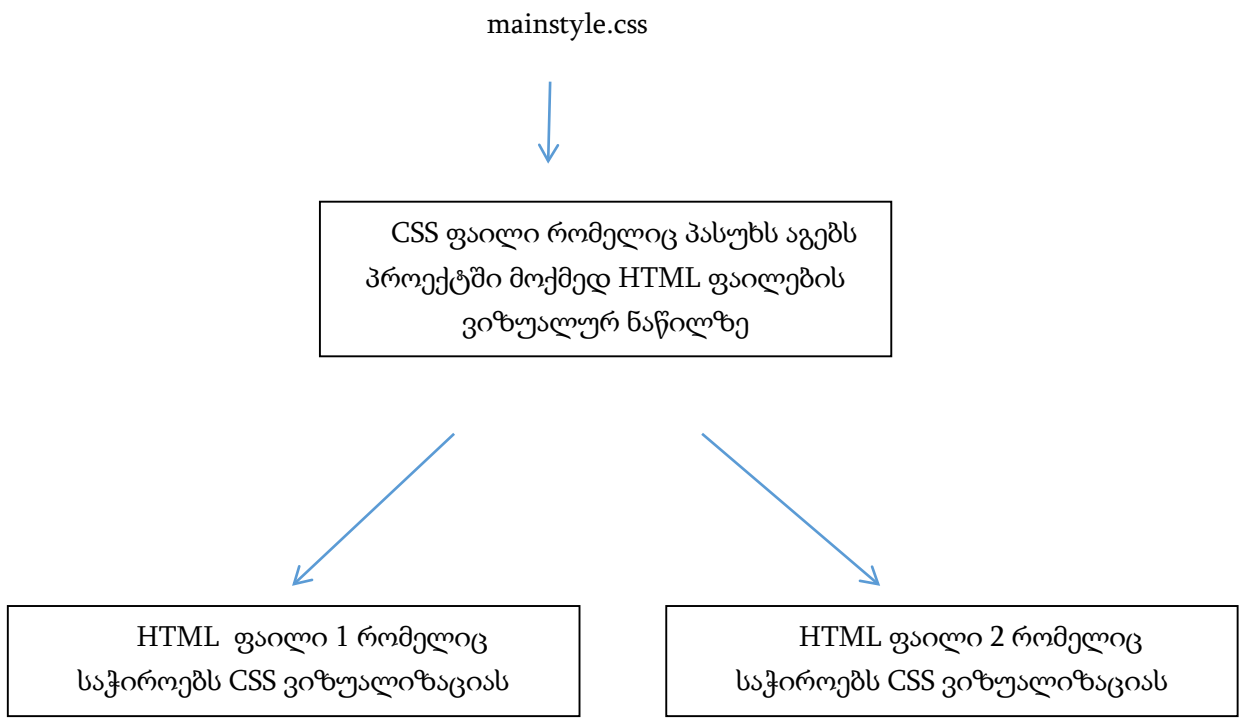 mainstyle.css
CSS ფაილი რომელიც პასუხს აგებს
პროექტში მოქმედ HTML ფაილების
ვიზუალურ ნაწილზე
HTML ფაილი 1 რომელიც
საჭიროებს CSS ვიზუალიზაციას
HTML ფაილი 2 რომელიც
საჭიროებს CSS ვიზუალიზაციას